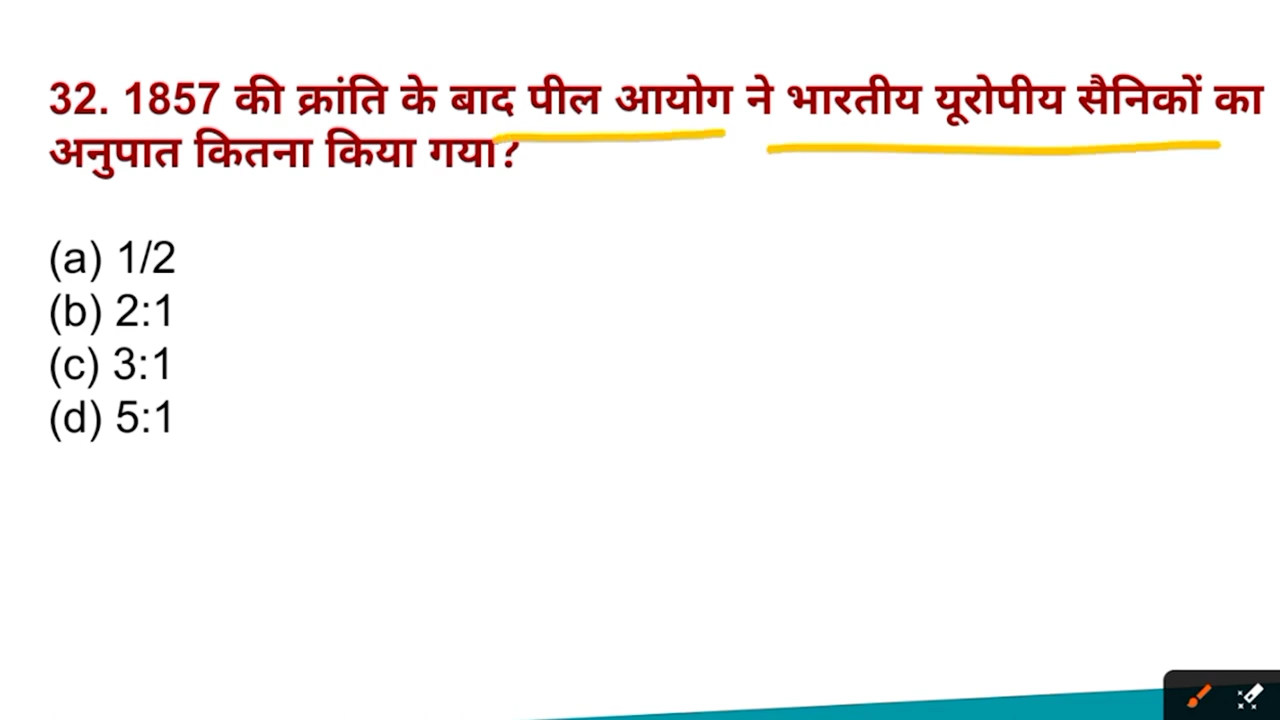 32. 1857 की क्रांति के बाद पील आयोग ने भारतीय यूरोपीय सैनिकों का
अनुपात कितना किया गया?
(a) 1/2
(b) 2:1
(c) 3:1
(d) 5:1